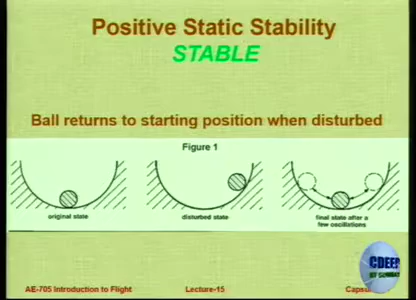 Positive Static Stability
STABLE
Ball returns to starting position when disturbed
Figure 1
original state
disturbed state
final state after a
few oscillations
CDEEP
IIT BOMBAY
AE-705 Introduction to Flight
Lecture-15
Capsu